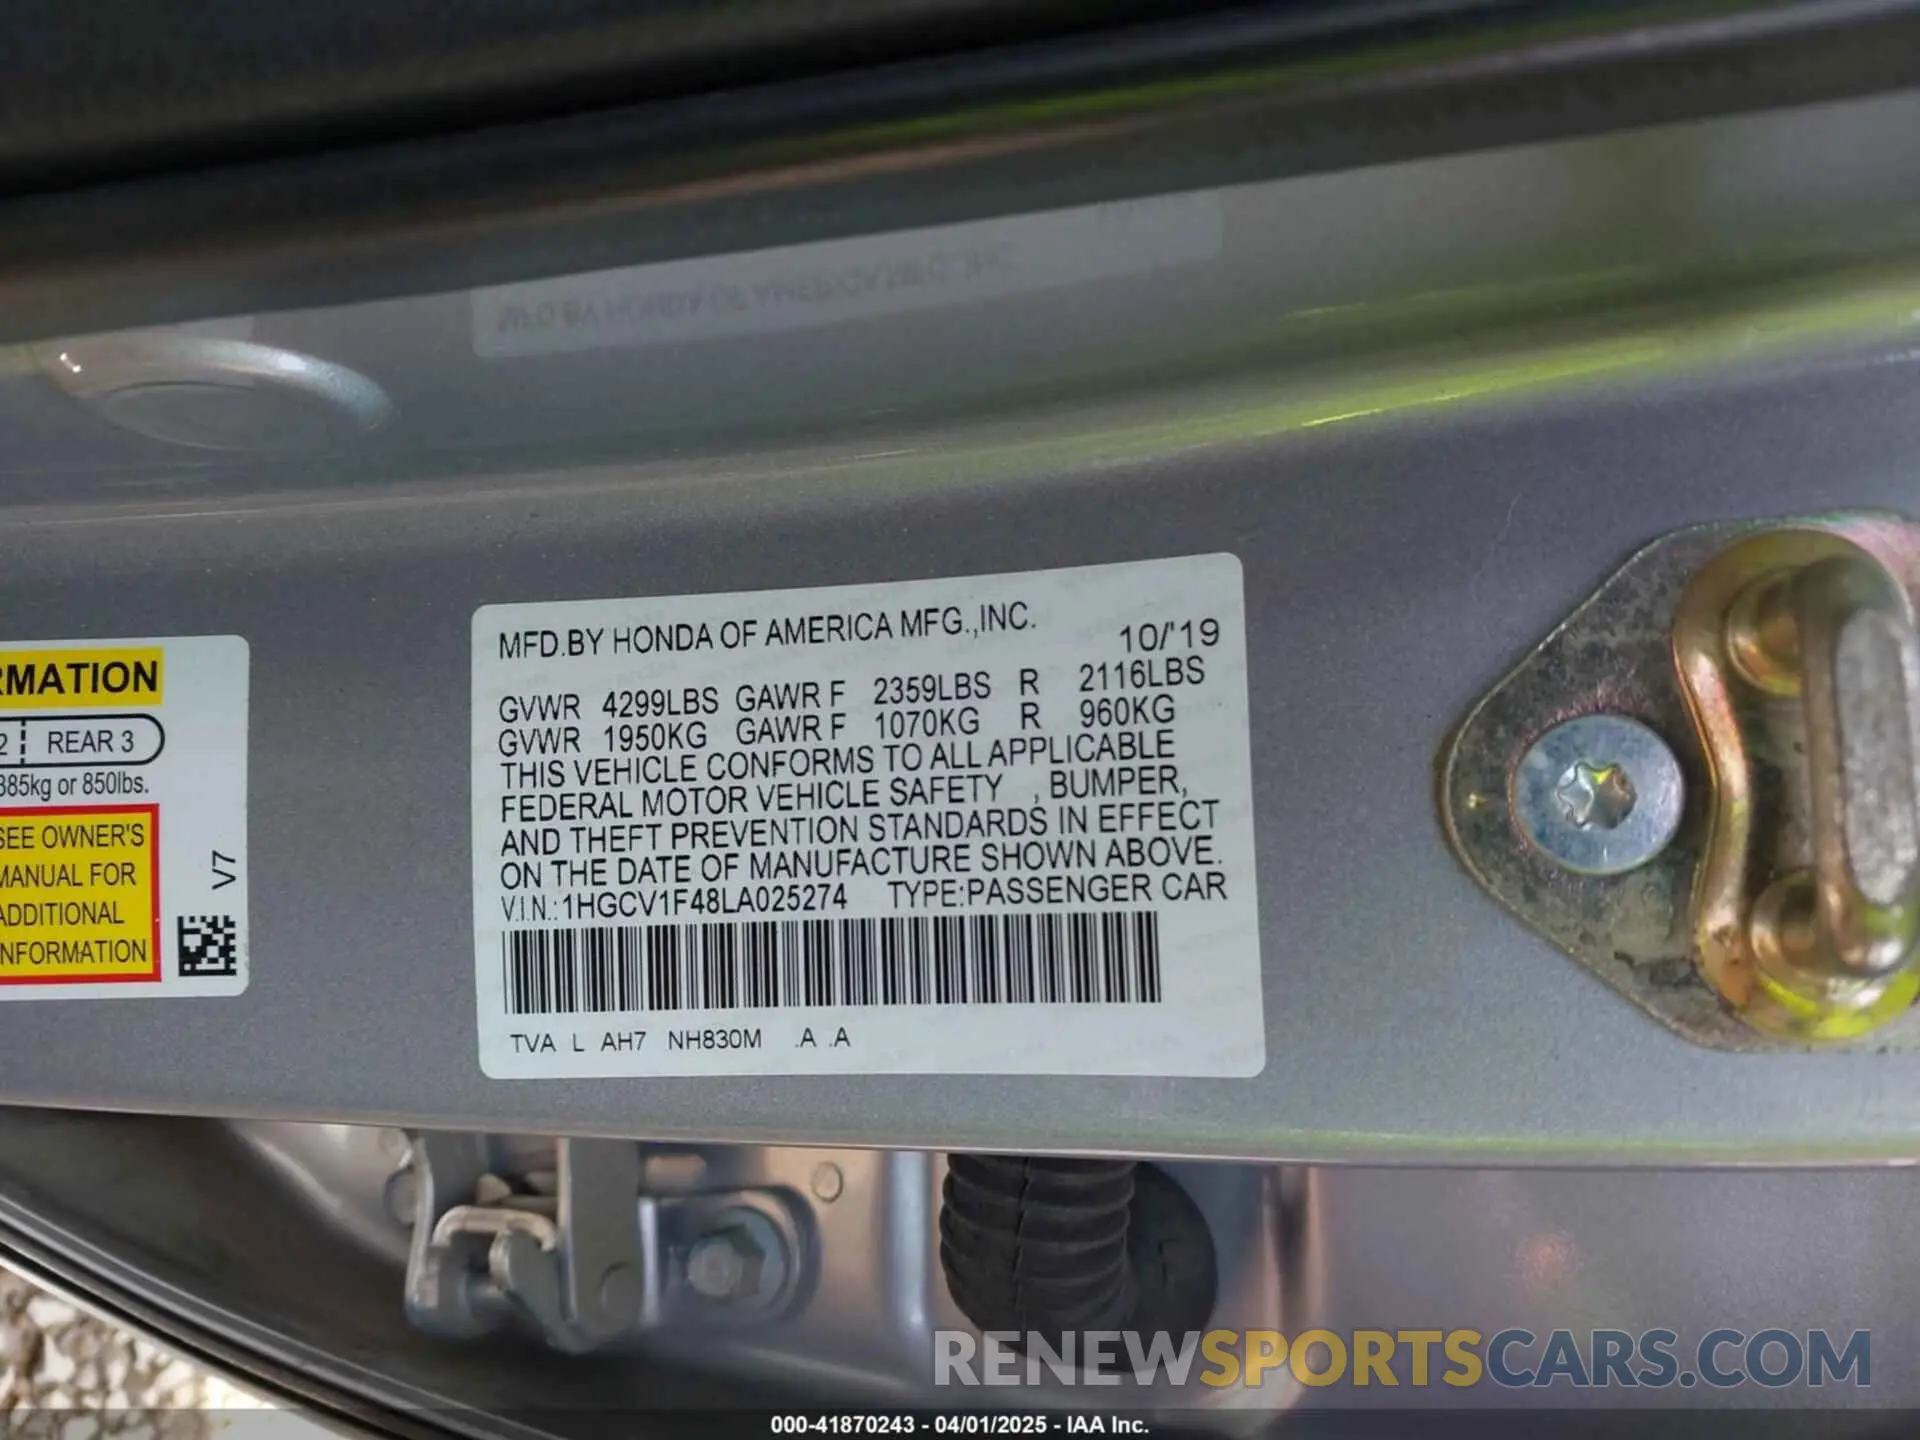 MFD.BY HONDA OF AMERICA MFG.,INC.
10/'19
GVWR 4299LBS GAWR F 2359LBS R 2116LBS
GVWR 1950KG GAWR F 1070KG R 960KG
THIS VEHICLE CONFORMS TO ALL APPLICABLE
FEDERAL MOTOR VEHICLE SAFETY , BUMPER,
AND THEFT PREVENTION STANDARDS IN EFFECT
ON THE DATE OF MANUFACTURE SHOWN ABOVE.
V.I.N.:1HGCV1F48LA025274 TYPE:PASSENGER CAR
TVA L AH7 NH830M .A .A
RMATION
2 REAR 3
385kg or 850lbs.
SEE OWNER'S
MANUAL FOR
ADDITIONAL
INFORMATION
V7
RENEWSPORTSCARS.COM
000-41870243 - 04/01/2025 - IAA Inc.